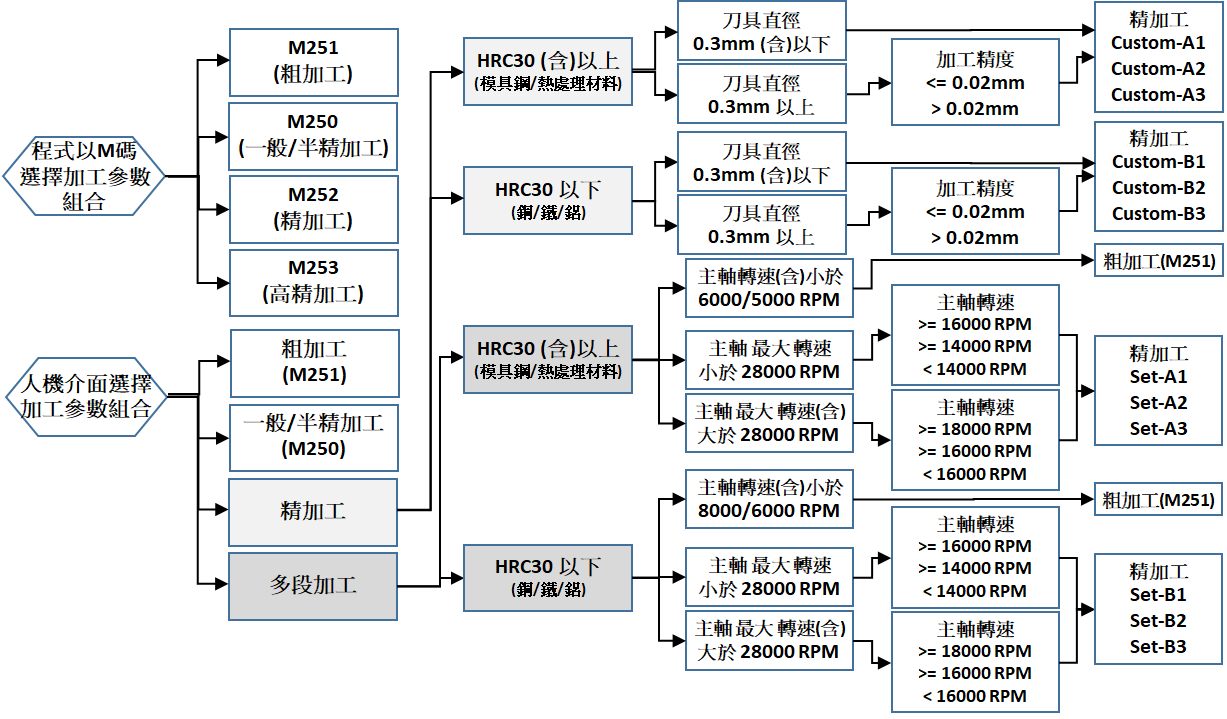 程式以M碼
選擇加工參數
組合
M251
(粗加工)
M250
(一般/半精加工)
M252
(精加工)
M253
(高精加工)
人機介面選擇
加工參數組合
粗加工
(M251)
一般/半精加工
(M250)
精加工
多段加工
HRC30 (含)以上
(模具鋼/熱處理材料)
刀具直徑
0.3mm (含)以下
刀具直徑
0.3mm 以上
加工精度
<= 0.02mm
> 0.02mm
精加工
Custom-A1
Custom-A2
Custom-A3
HRC30 以下
(銅/鐵/鋁)
刀具直徑
0.3mm (含)以下
刀具直徑
0.3mm 以上
加工精度
<= 0.02mm
> 0.02mm
精加工
Custom-B1
Custom-B2
Custom-B3
HRC30 (含)以上
(模具鋼/熱處理材料)
主軸轉速(含)小於
6000/5000 RPM
粗加工(M251)
主軸 最大 轉速
小於 28000 RPM
主軸轉速
>= 16000 RPM
>= 14000 RPM
< 14000 RPM
主軸 最大 轉速(含)
大於 28000 RPM
主軸轉速
>= 18000 RPM
>= 16000 RPM
< 16000 RPM
精加工
Set-A1
Set-A2
Set-A3
HRC30 以下
(銅/鐵/鋁)
主軸轉速(含)小於
8000/6000 RPM
粗加工(M251)
主軸 最大 轉速
小於 28000 RPM
主軸轉速
>= 16000 RPM
>= 14000 RPM
< 14000 RPM
主軸 最大 轉速(含)
大於 28000 RPM
主軸轉速
>= 18000 RPM
>= 16000 RPM
< 16000 RPM
精加工
Set-B1
Set-B2
Set-B3